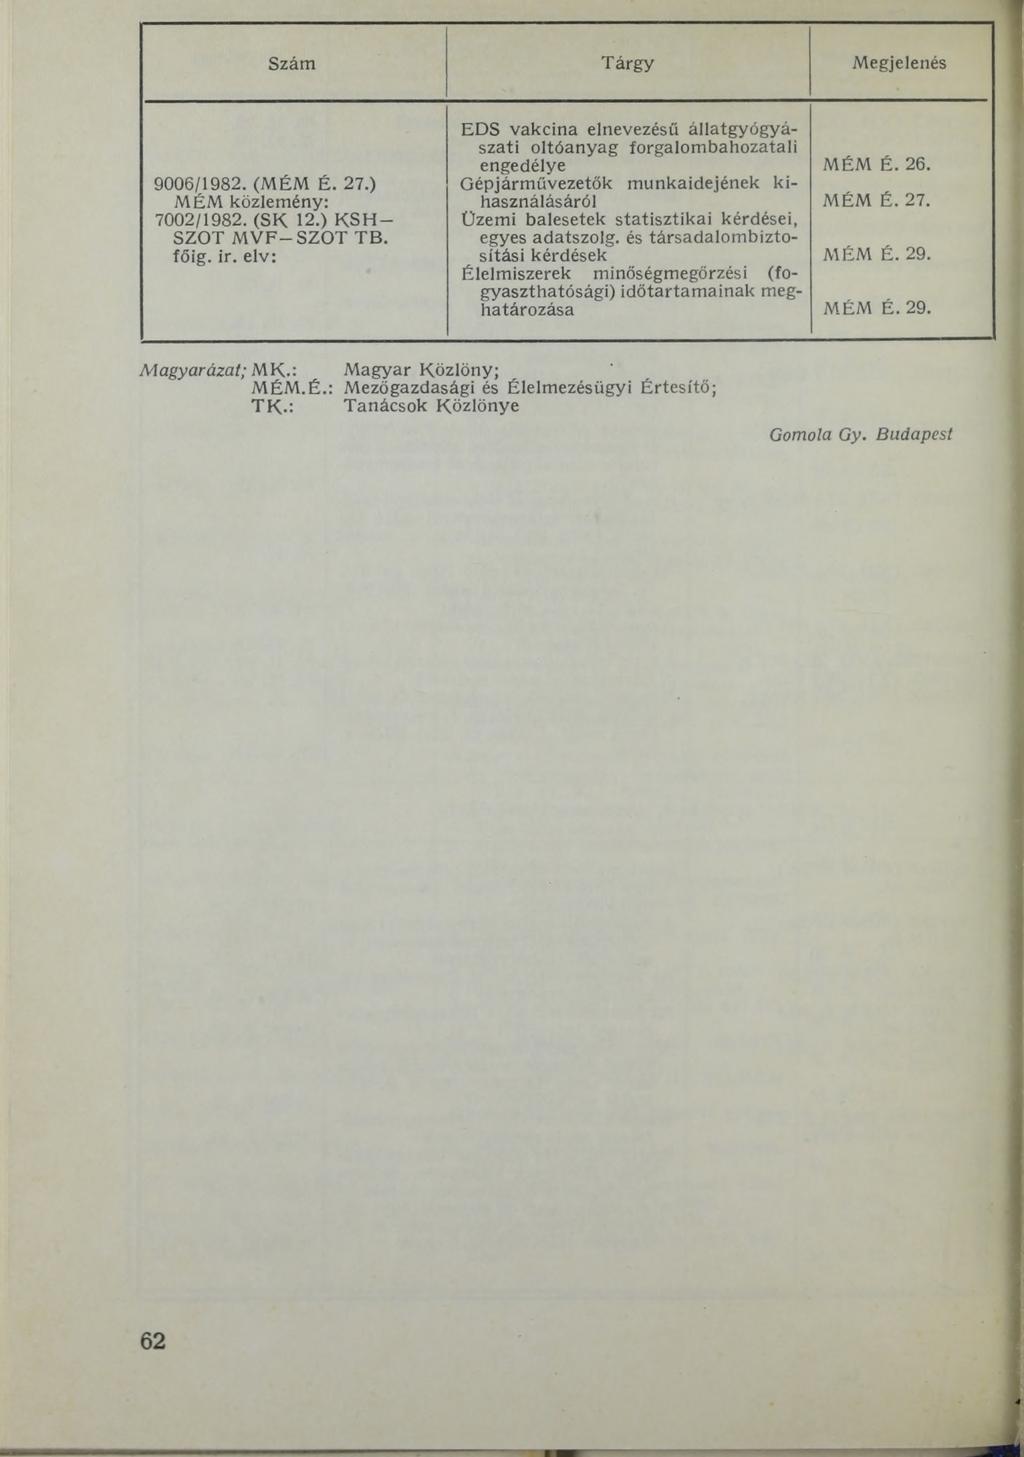 Szám Tárgy Megjelenés
EDS vakcina elnevezésű állatgyógyá-
szati oltóanyag forgalombahozatali
engedélye MÉM É. 26.
9006/1982. (MÉM É. 27.) Gépjárművezetők munkaidejének ki-
MÉM közlemény: használásáról MÉM É. 27.
7002/1982. (SK 12.) KSH– Üzemi balesetek statisztikai kérdései,
SZOT MVF–SZOT TB. egyes adatszolg. és társadalombizto-
főig. ir. elv: sítási kérdések MÉM É. 29.
Élelmiszerek minőségmegőrzési (fo-
gyaszthatósági) időtartamainak meg-
határozása MÉM É. 29.
Magyarázat; MK.: Magyar Közlöny;
MÉM.É.: Mezőgazdasági és Élelmezésügyi Értesítő;
TK.: Tanácsok Közlönye
Gomola Gy. Budapest
62